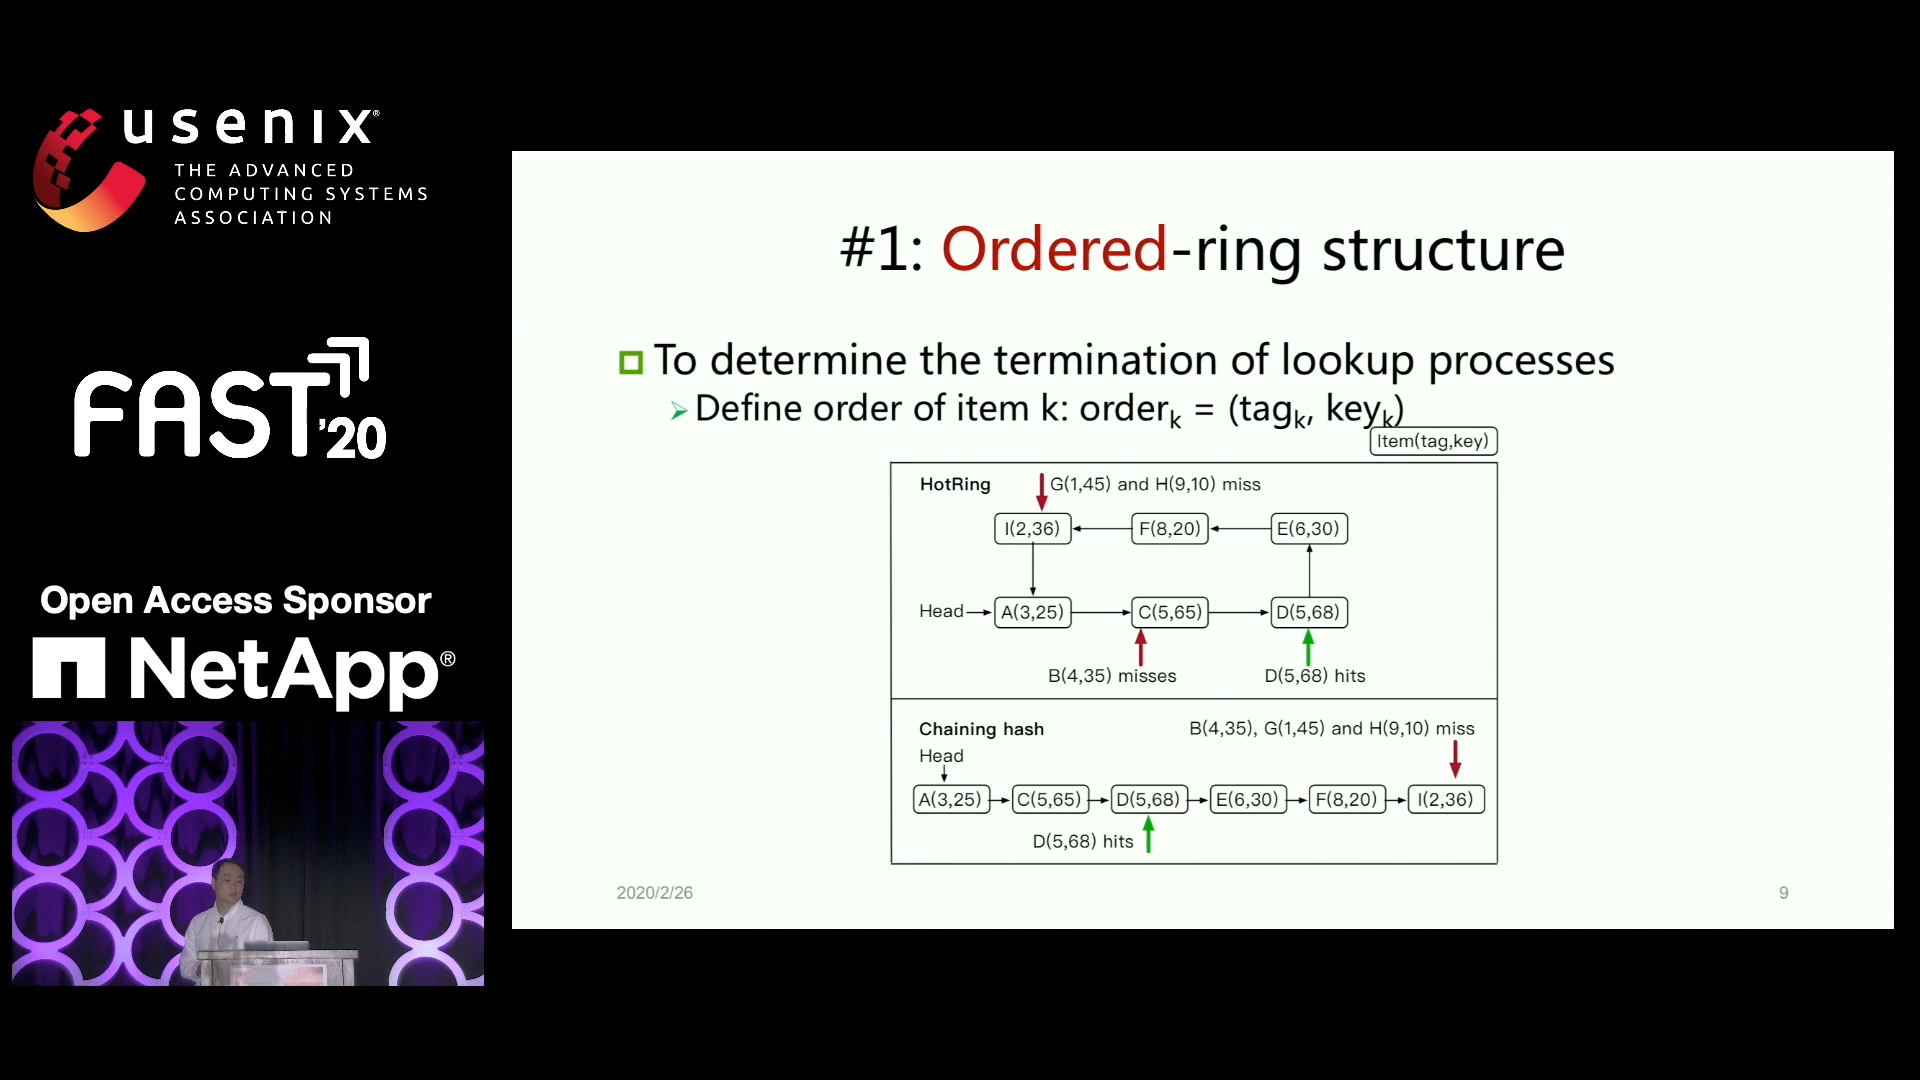 usenix®
THE ADVANCED
COMPUTING SYSTEMS
ASSOCIATION
FAST '20
Open Access Sponsor
NetApp®
#1: Ordered-ring structure
To determine the termination of lookup processes
Define order of item k: orderk = (tagk, keyk)
Item(tag,key)
HotRing
G(1,45) and H(9,10) miss
I(2,36)
F(8,20)
E(6,30)
Head
A(3,25)
C(5,65)
D(5,68)
B(4,35) misses
D(5,68) hits
Chaining hash
B(4,35), G(1,45) and H(9,10) miss
Head
A(3,25)
C(5,65)
D(5,68)
E(6,30)
F(8,20)
I(2,36)
D(5,68) hits
2020/2/26
9